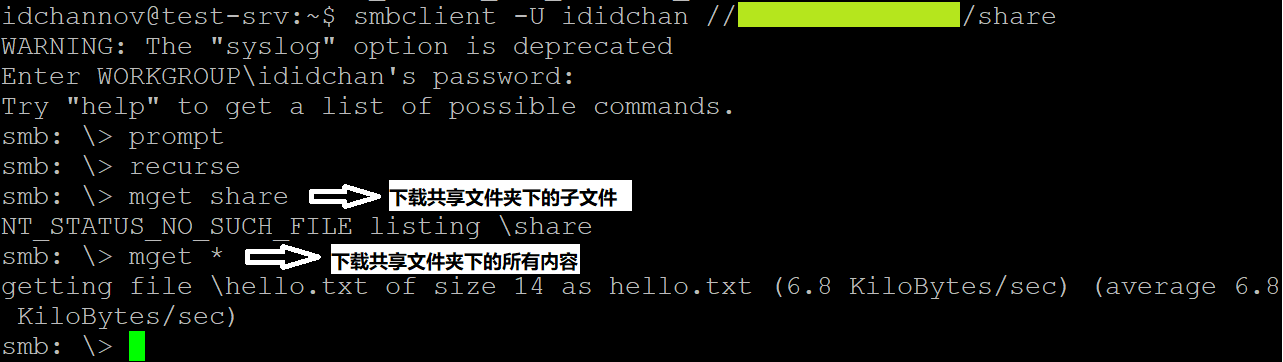 idchannov@test-srv:~$ smbclient -U ididchan // /share
WARNING: The "syslog" option is deprecated
Enter WORKGROUP\ididchan's password:
Try "help" to get a list of possible commands.
smb: \> prompt
smb: \> recurse
smb: \> mget share 下载共享文件夹下的子文件
NT_STATUS_NO_SUCH_FILE listing \share
smb: \> mget * 下载共享文件夹下的所有内容
getting file \hello.txt of size 14 as hello.txt (6.8 KiloBytes/sec) (average 6.8
KiloBytes/sec)
smb: \>